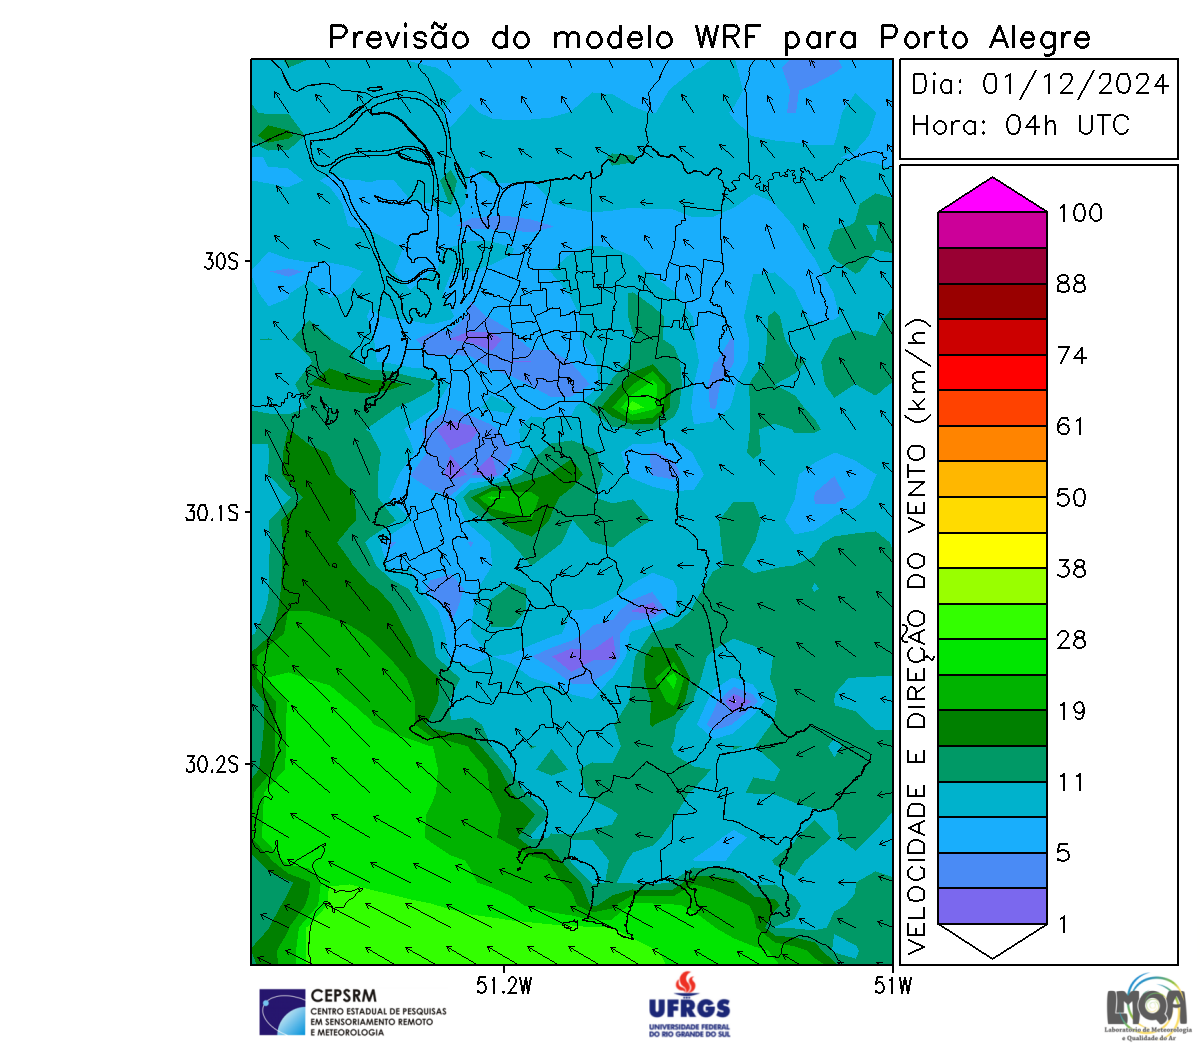 Previsão do modelo WRF para Porto Alegre
Dia: 01/12/2024
Hora: 04h UTC
30S
30.1S
30.2S
51.2W
51W
VELOCIDADE E DIREÇÃO DO VENTO (km/h)
100
88
74
61
50
38
28
19
11
5
1
CEPSRM
CENTRO ESTADUAL DE PESQUISAS
EM SENSORIAMENTO REMOTO
E METEOROLOGIA
UFRGS
UNIVERSIDADE FEDERAL
DO RIO GRANDE DO SUL
LMQA
Laboratório de Meteorologia
e Qualidade do Ar